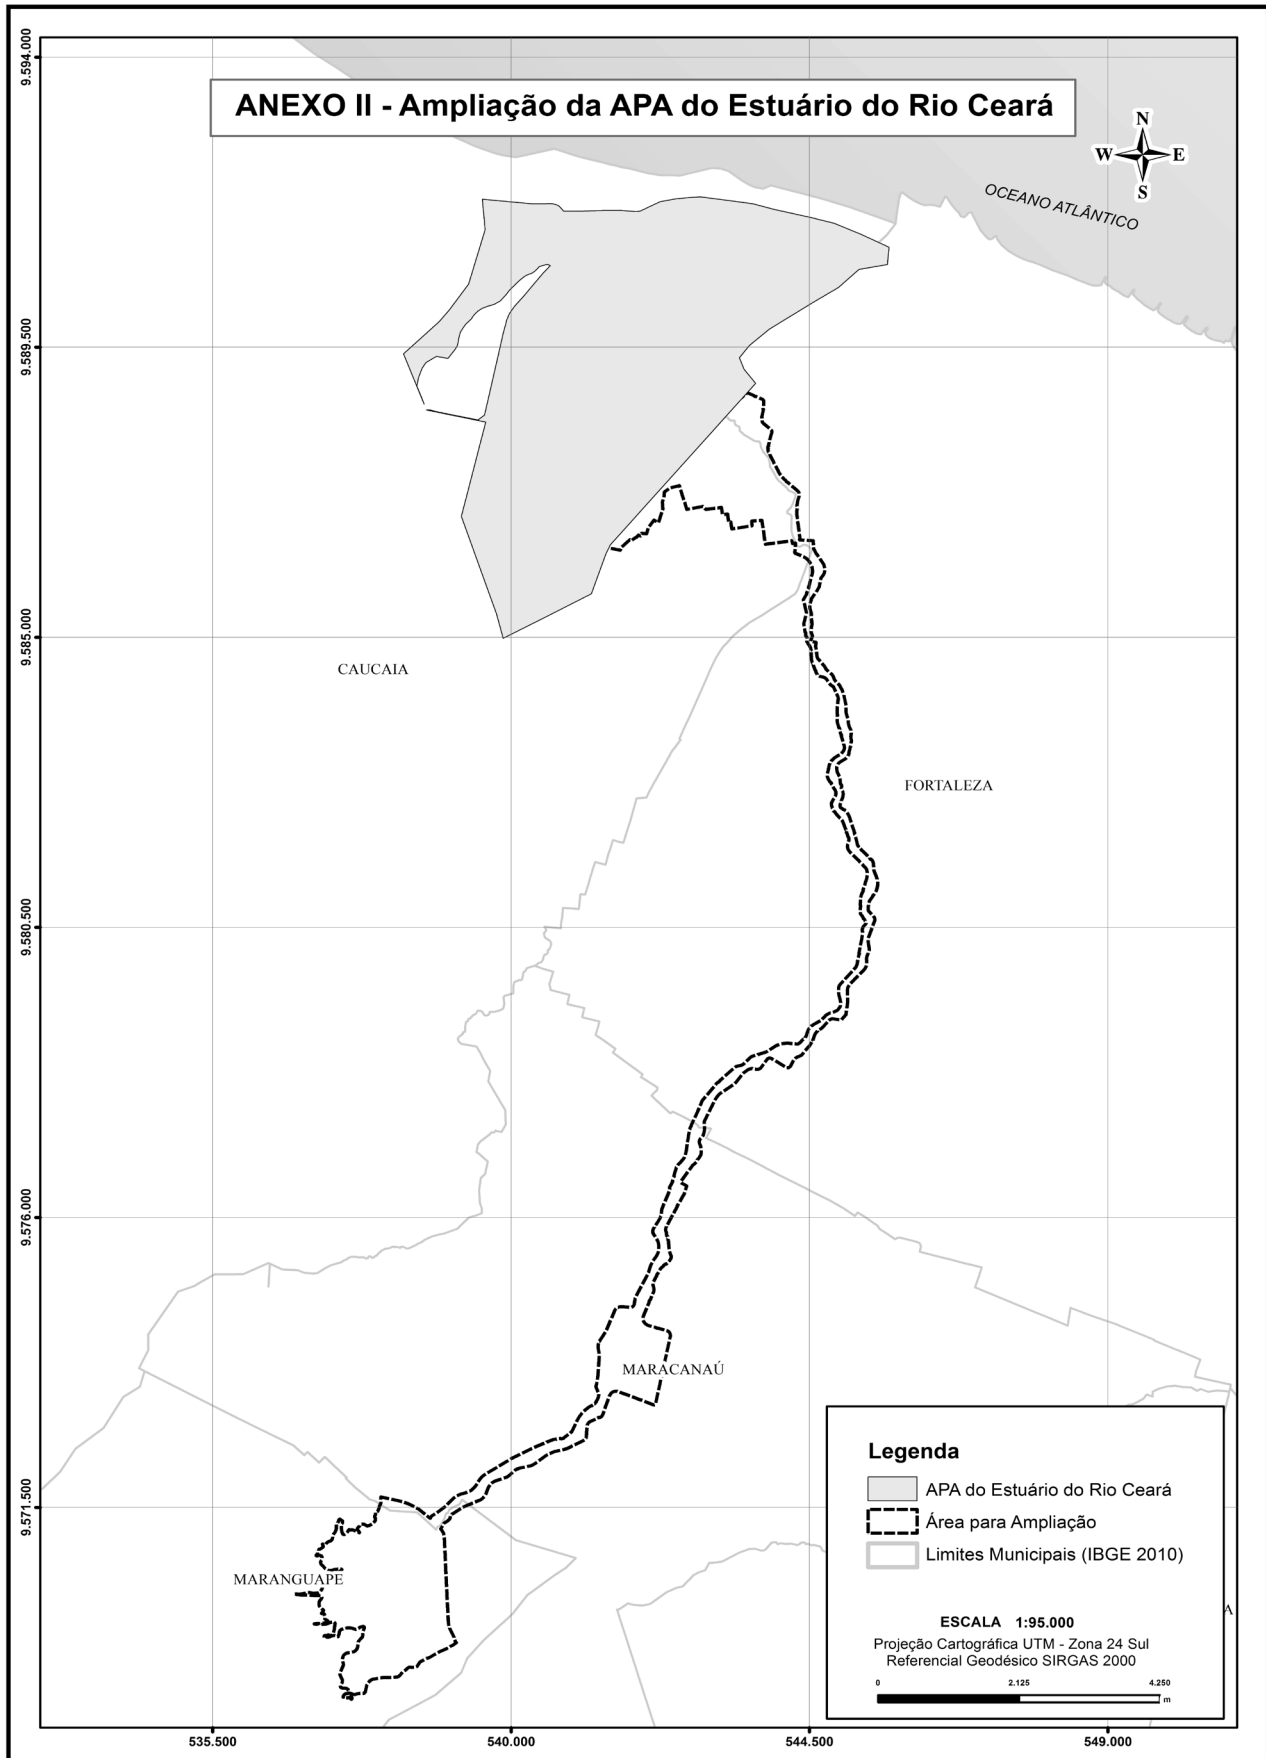 ANEXO II - Ampliação da APA do Estuário do Rio Ceará
N
W E
S
OCEANO ATLÂNTICO
9.594.000
9.589.500
9.585.000
9.580.500
9.576.000
9.571.500
CAUCAIA
FORTALEZA
MARACANAÚ
MARANGUAPE
A
Legenda
APA do Estuário do Rio Ceará
Área para Ampliação
Limites Municipais (IBGE 2010)
ESCALA 1:95.000
Projeção Cartográfica UTM - Zona 24 Sul
Referencial Geodésico SIRGAS 2000
0 2.125 4.250
m
535.500 540.000 544.500 549.000